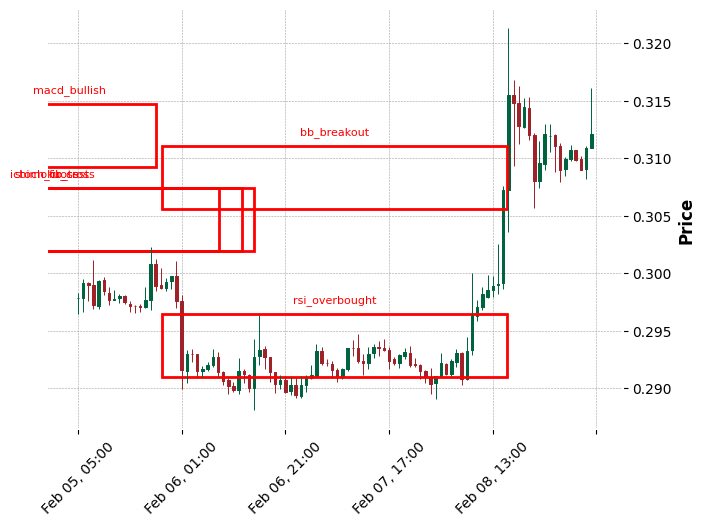 0.320
macd_bullish
0.315
bb_breakout
0.310
0.305
0.300
rsi_overbought
0.295
0.290
Price
Feb 05, 05:00
Feb 06, 01:00
Feb 06, 21:00
Feb 07, 17:00
Feb 08, 13:00